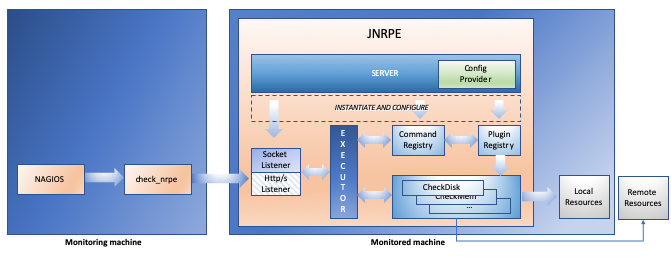 JNRPE
SERVER
Config
Provider
INSTANTIATE AND CONFIGURE
NAGIOS
check_nrpe
Socket
Listener
Http/s
Listener
E
X
E
C
U
T
O
R
Command
Registry
Plugin
Registry
CheckDisk
CheckMem
...
Local
Resources
Remote
Resources
Monitoring machine
Monitored machine